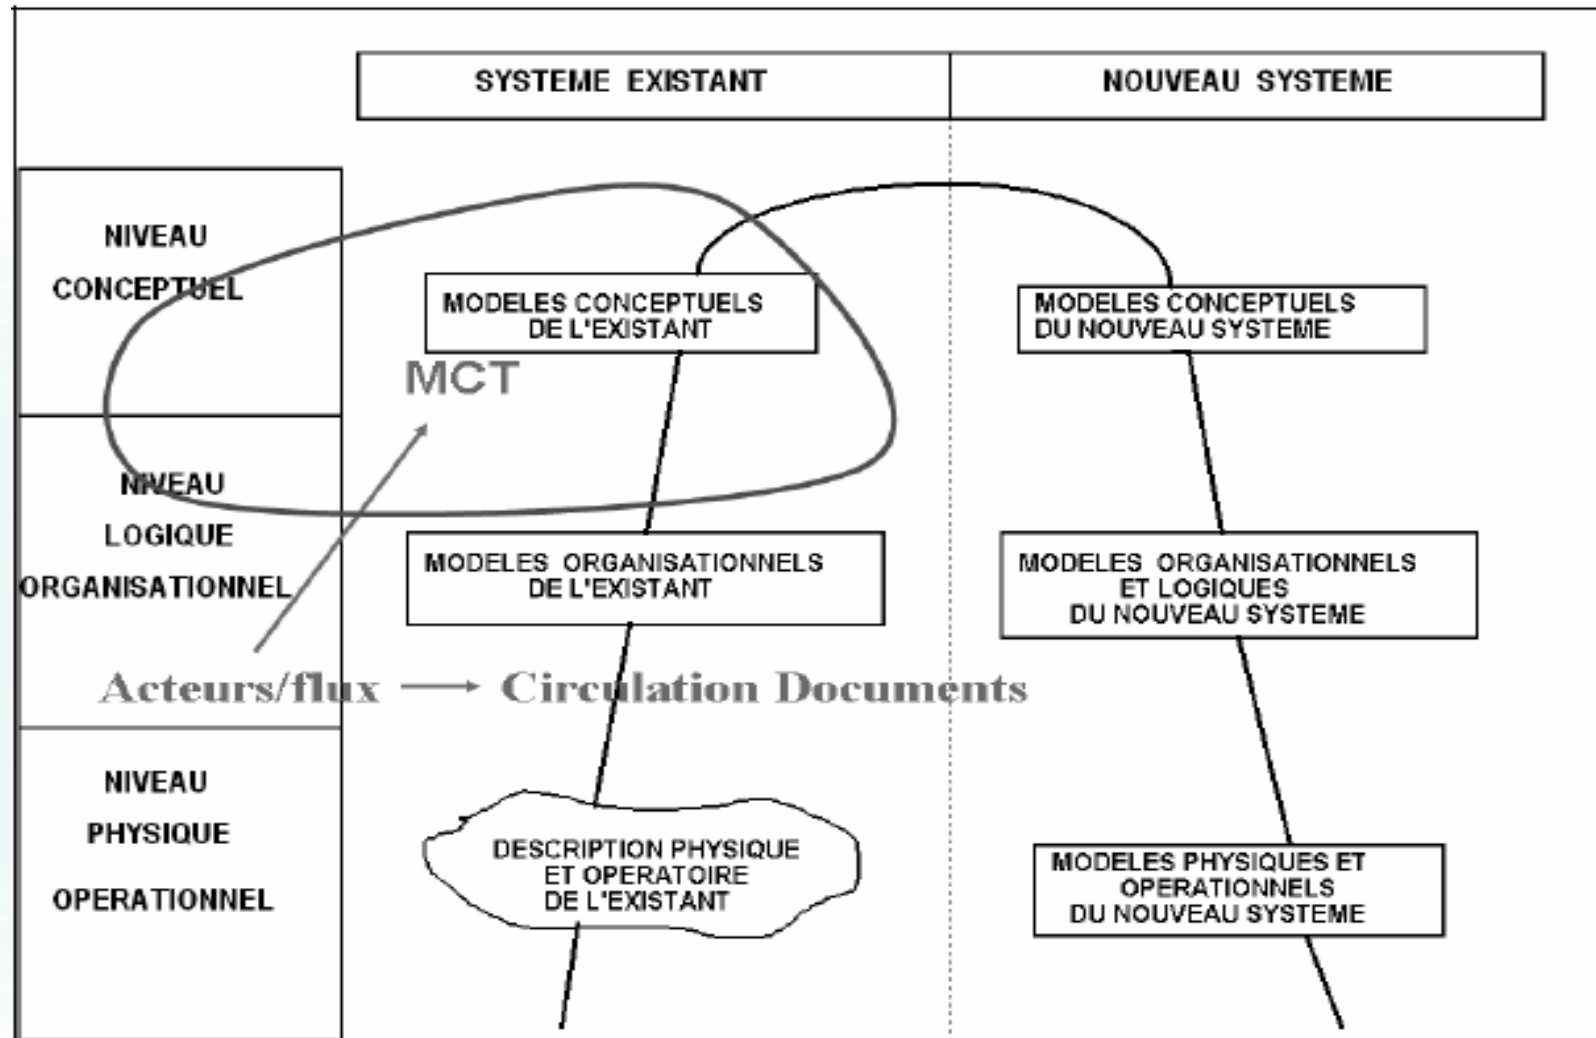 SYSTEME EXISTANT
NOUVEAU SYSTEME
NIVEAU
CONCEPTUEL
MODELES CONCEPTUELS
DE L'EXISTANT
MODELES CONCEPTUELS
DU NOUVEAU SYSTEME
MCT
NIVEAU
LOGIQUE
ORGANISATIONNEL
MODELES ORGANISATIONNELS
DE L'EXISTANT
MODELES ORGANISATIONNELS
ET LOGIQUES
DU NOUVEAU SYSTEME
Acteurs/flux
Circulation Documents
NIVEAU
PHYSIQUE
OPERATIONNEL
DESCRIPTION PHYSIQUE
ET OPERATOIRE
DE L'EXISTANT
MODELES PHYSIQUES ET
OPERATIONNELS
DU NOUVEAU SYSTEME